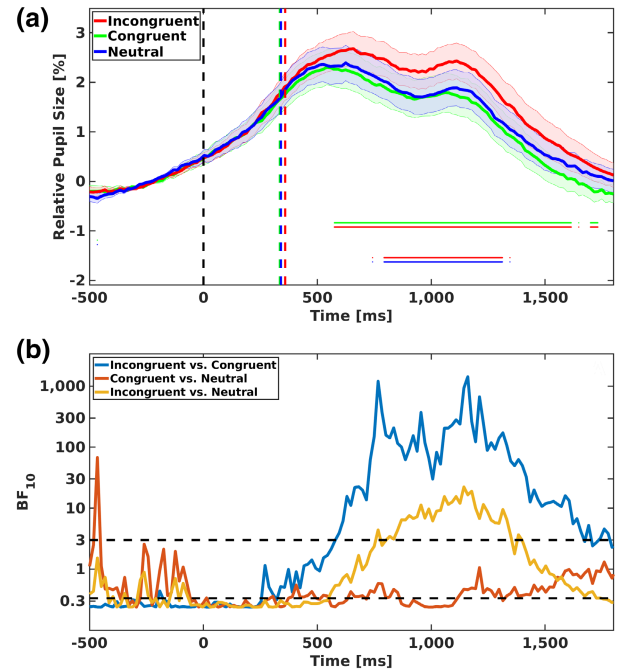 (a)
Incongruent
Congruent
Neutral
Relative Pupil Size [%]
3
2
1
0
-1
-2
-500 0 500 1,000 1,500
Time [ms]
(b)
Incongruent vs. Congruent
Congruent vs. Neutral
Incongruent vs. Neutral
BF10
1,000
300
100
30
10
3
1
0.3
-500 0 500 1,000 1,500
Time [ms]